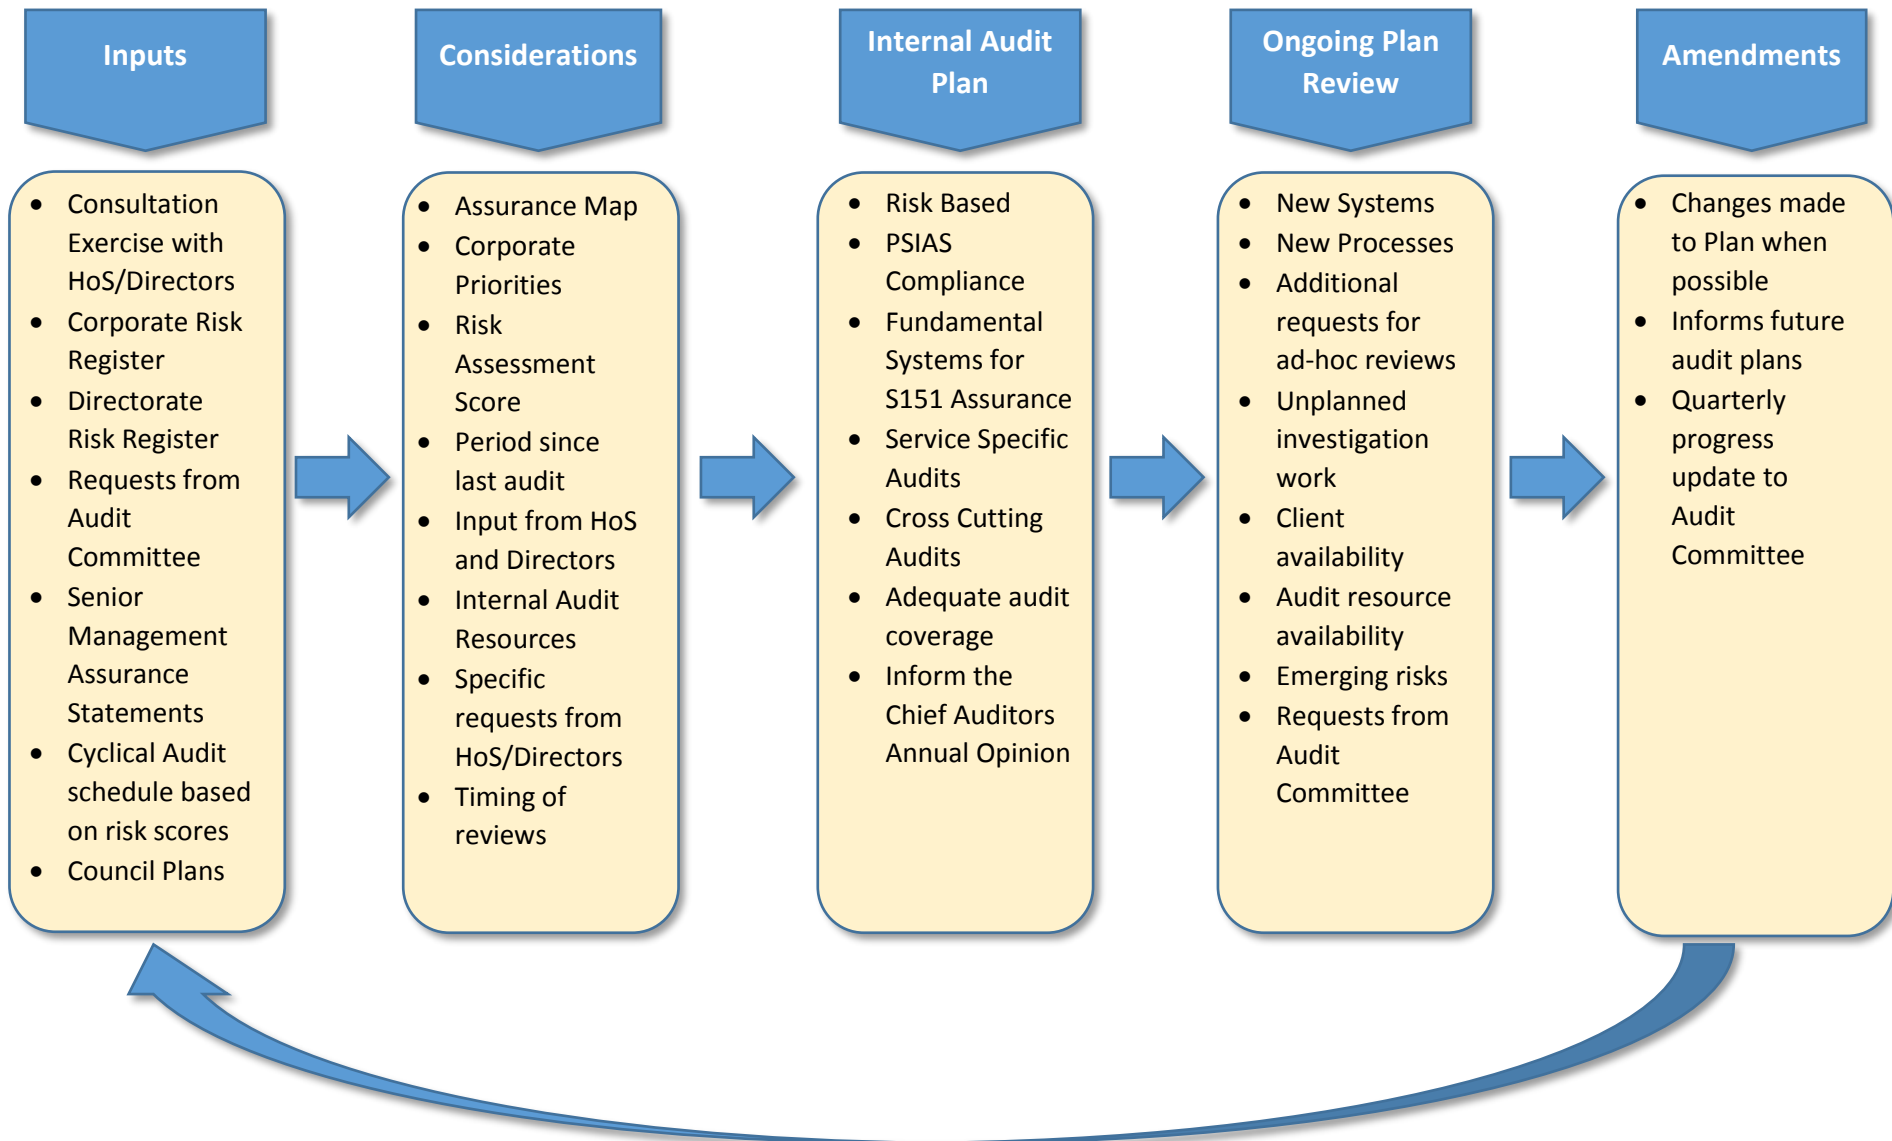 Inputs
• Consultation
Exercise with
HoS/Directors
• Corporate Risk
Register
• Directorate
Risk Register
• Requests from
Audit
Committee
• Senior
Management
Assurance
Statements
• Cyclical Audit
schedule based
on risk scores
• Council Plans
Considerations
• Assurance Map
• Corporate
Priorities
• Risk
Assessment
Score
• Period since
last audit
• Input from HoS
and Directors
• Internal Audit
Resources
• Specific
requests from
HoS/Directors
• Timing of
reviews
Internal Audit
Plan
• Risk Based
• PSIAS
Compliance
• Fundamental
Systems for
S151 Assurance
• Service Specific
Audits
• Cross Cutting
Audits
• Adequate audit
coverage
• Inform the
Chief Auditors
Annual Opinion
Ongoing Plan
Review
• New Systems
• New Processes
• Additional
requests for
ad-hoc reviews
• Unplanned
investigation
work
• Client
availability
• Audit resource
availability
• Emerging risks
• Requests from
Audit
Committee
Amendments
• Changes made
to Plan when
possible
• Informs future
audit plans
• Quarterly
progress
update to
Audit
Committee